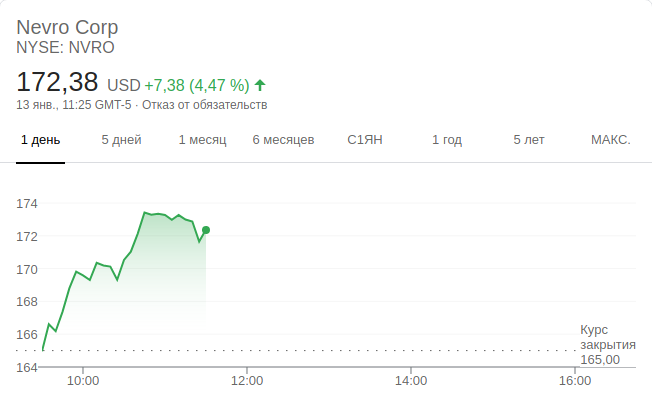 Nevro Corp
NYSE: NVRO
172,38 USD +7,38 (4,47 %)
13 янв., 11:25 GMT-5 · Отказ от обязательств
1 день 5 дней 1 месяц 6 месяцев С1ЯН 1 год 5 лет МАКС.
174
172
170
168
166
164
Курс
закрытия
165,00
10:00 12:00 14:00 16:00